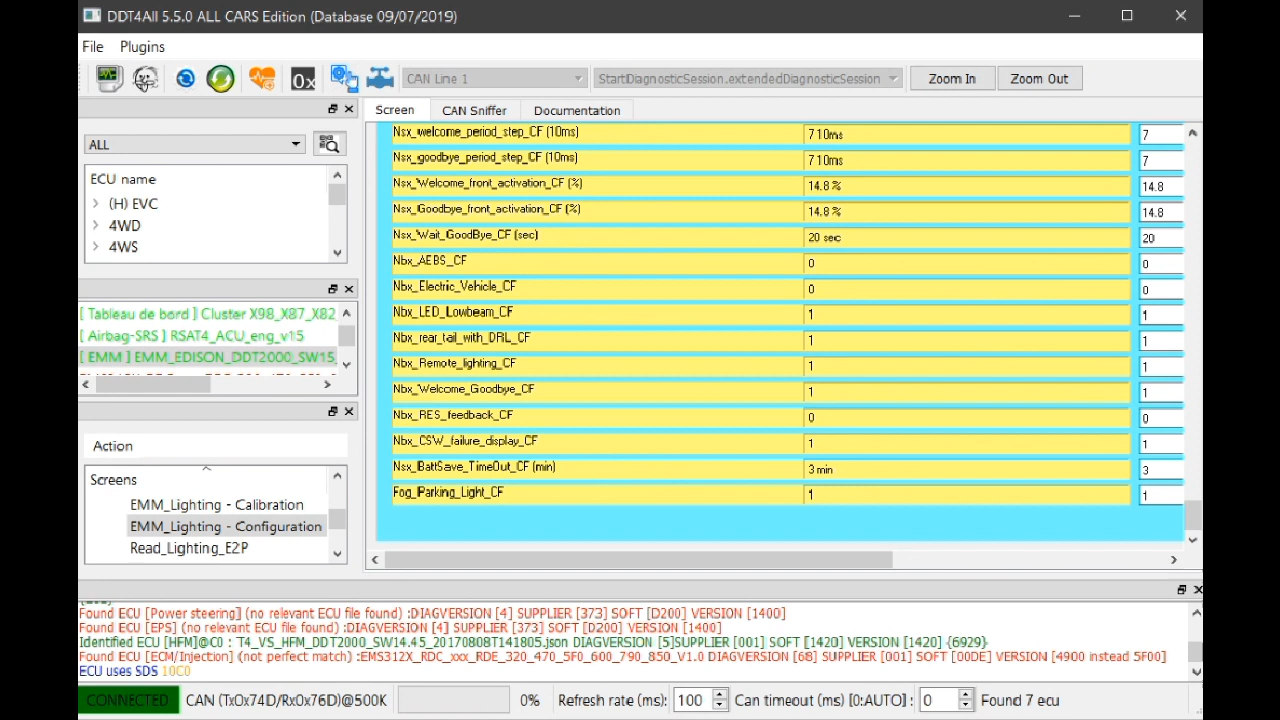 DDT4All 5.5.0 ALL CARS Edition (Database 09/07/2019)
File Plugins
0x
CAN Line 1
StartDiagnosticSession.extendedDiagnosticSession
Zoom In
Zoom Out
ALL
ECU name
(H) EVC
4WD
4WS
[ Tableau de bord ] Cluster X98_X87_X82
[ Airbag-SRS ] RSAT4_ACU_eng_v15
[ EMM ] EMM_EDISON_DDT2000_SW15_
Action
Screens
EMM_Lighting - Calibration
EMM_Lighting - Configuration
Read_Lighting_E2P
Screen CAN Sniffer Documentation
Nsx_welcome_period_step_CF (10ms) 7 10ms 7
Nsx_goodbye_period_step_CF (10ms) 7 10ms 7
Nsx_Welcome_front_activation_CF (%) 14.8 % 14.8
Nsx_Goodbye_front_activation_CF (%) 14.8 % 14.8
Nsx_Wait_GoodBye_CF (sec) 20 sec 20
Nbx_AEBS_CF 0 0
Nbx_Electric_Vehicle_CF 0 0
Nbx_LED_lowbeam_CF 1 1
Nbx_rear_tail_with_DRL_CF 1 1
Nbx_Remote_lighting_CF 1 1
Nbx_Welcome_Goodbye_CF 1 1
Nbx_RES_feedback_CF 0 0
Nbx_CSW_failure_display_CF 1 1
Nsx_BattSave_TimeOut_CF (min) 3 min 3
Fog_Parking_Light_CF 1 1
Found ECU [Power steering] (no relevant ECU file found) :DIAGVERSION [4] SUPPLIER [373] SOFT [D200] VERSION [1400]
Found ECU [EPS] (no relevant ECU file found) :DIAGVERSION [4] SUPPLIER [373] SOFT [D200] VERSION [1400]
Identified ECU [HFM]@C0 : T4_VS_HFM_DDT2000_SW14.45_20170808T141805.json DIAGVERSION [5]SUPPLIER [001] SOFT [1420] VERSION [1420] {6929}
Found ECU [ECM/Injection] (not perfect match) :EMS312X_RDC_xxx_RDE_320_470_5F0_600_790_850_V1.0 DIAGVERSION [68] SUPPLIER [001] SOFT [00DE] VERSION [4900 instead 5F00]
ECU uses SDS 10C0
CONNECTED CAN (Tx0x74D/Rx0x76D)@500K 0% Refresh rate (ms): 100 Can timeout (ms) [0:AUTO] : 0 Found 7 ecu